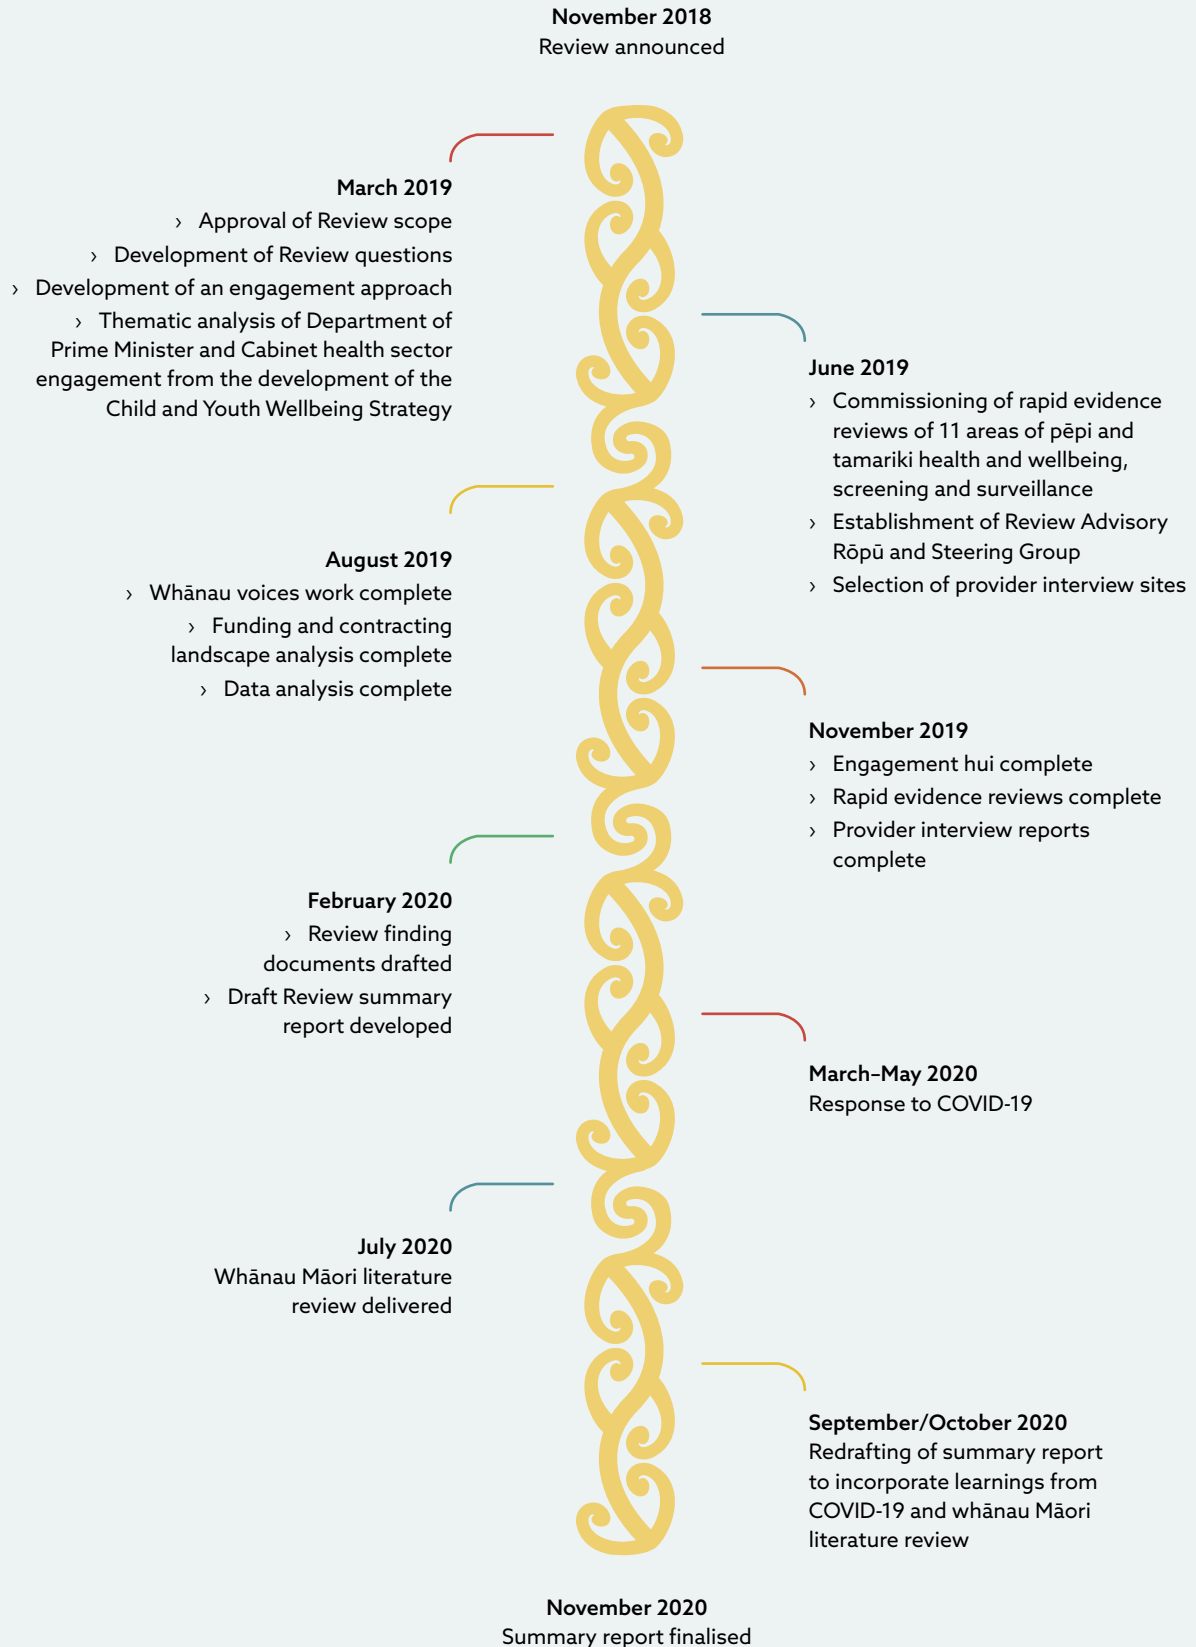 November 2018
Review announced
March 2019
› Approval of Review scope
› Development of Review questions
› Development of an engagement approach
› Thematic analysis of Department of
Prime Minister and Cabinet health sector
engagement from the development of the
Child and Youth Wellbeing Strategy
June 2019
› Commissioning of rapid evidence
reviews of 11 areas of pēpi and
tamariki health and wellbeing,
screening and surveillance
› Establishment of Review Advisory
Rōpū and Steering Group
› Selection of provider interview sites
August 2019
› Whānau voices work complete
› Funding and contracting
landscape analysis complete
› Data analysis complete
November 2019
› Engagement hui complete
› Rapid evidence reviews complete
› Provider interview reports
complete
February 2020
› Review finding
documents drafted
› Draft Review summary
report developed
March–May 2020
Response to COVID-19
July 2020
Whānau Māori literature
review delivered
September/October 2020
Redrafting of summary report
to incorporate learnings from
COVID-19 and whānau Māori
literature review
November 2020
Summary report finalised